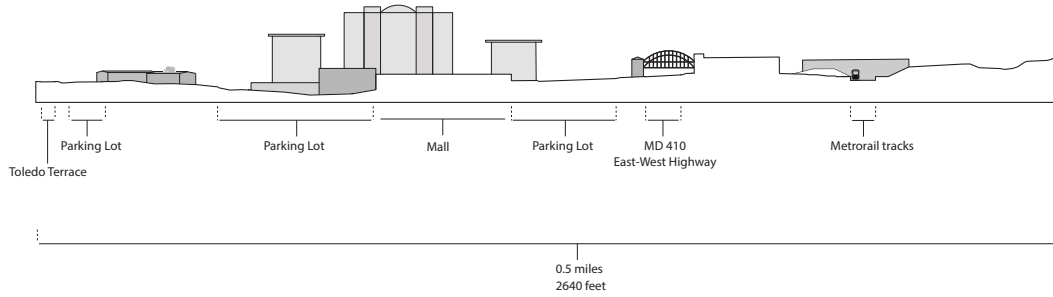 Toledo Terrace
Parking Lot
Parking Lot
Mall
Parking Lot
MD 410
East-West Highway
Metrorail tracks
0.5 miles
2640 feet